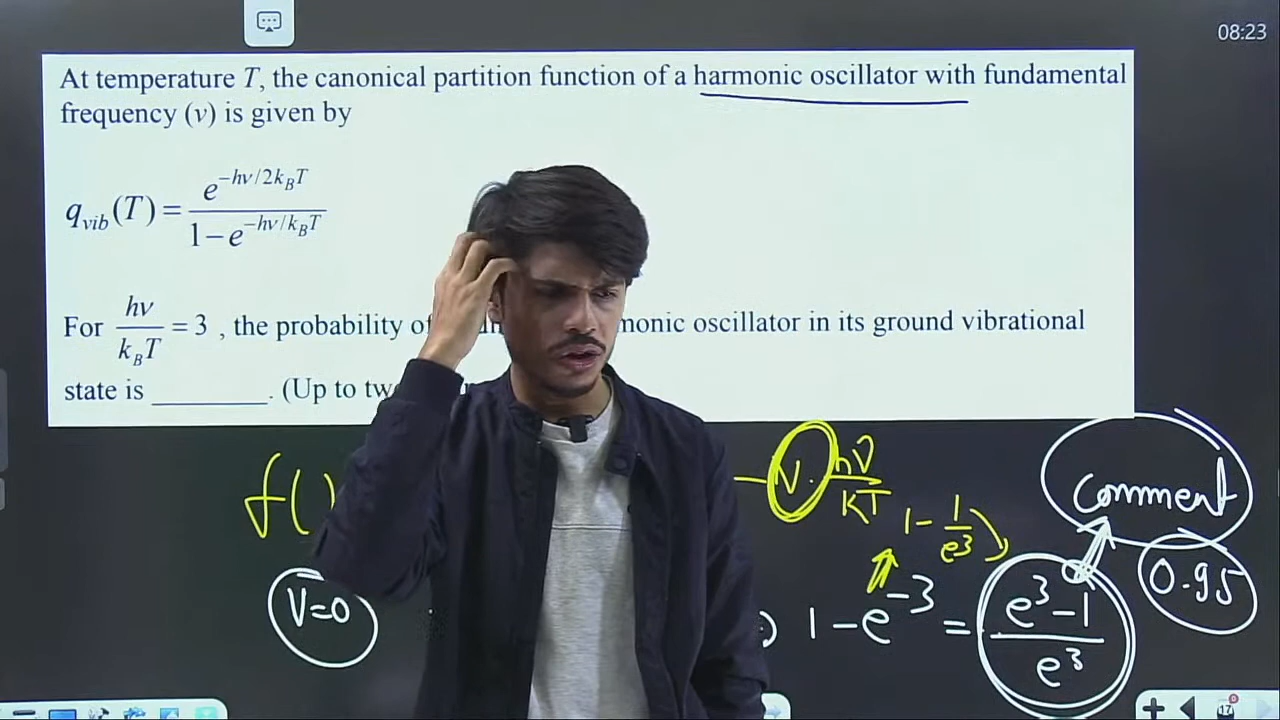 08:23
At temperature T, the canonical partition function of a harmonic oscillator with fundamental
frequency (ν) is given by
q_vib(T) = e^(-hν/2k_BT) / (1 - e^(-hν/k_BT))
For hν/k_BT = 3 , the probability of harmonic oscillator in its ground vibrational
state is ________. (Up to
f(
- V. hν/KT
comment
1 - 1/e³
V=0
1 - e^-3 = (e³ - 1)/e³
0.95
17